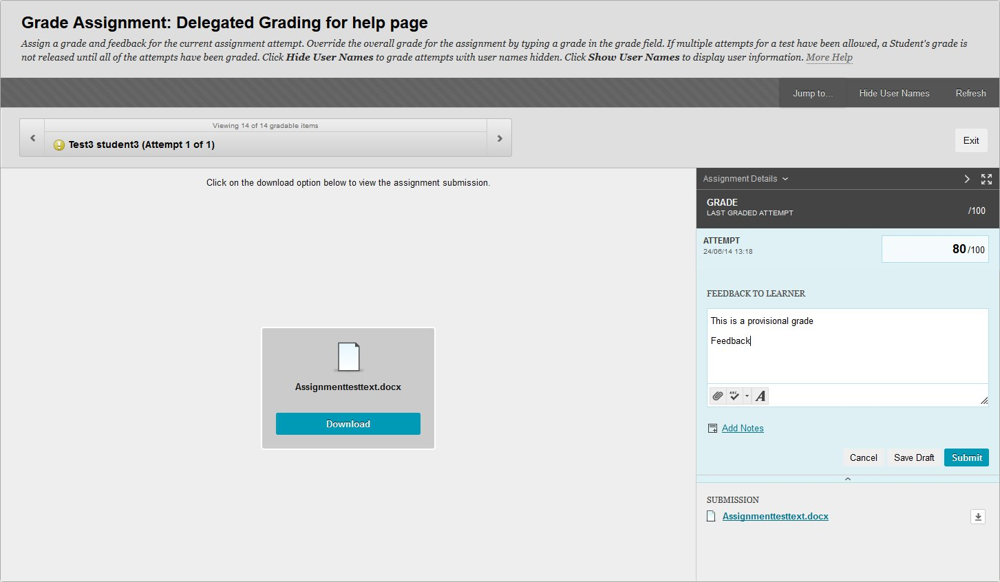 Grade Assignment: Delegated Grading for help page
Assign a grade and feedback for the current assignment attempt. Override the overall grade for the assignment by typing a grade in the grade field. If multiple attempts for a test have been allowed, a Student's grade is
not released until all of the attempts have been graded. Click Hide User Names to grade attempts with user names hidden. Click Show User Names to display user information. More Help
Jump to... Hide User Names Refresh
Viewing 14 of 14 gradable items
Test3 student3 (Attempt 1 of 1)
Exit
Click on the download option below to view the assignment submission.
Assignmenttesttext.docx
Download
Assignment Details
GRADE
LAST GRADED ATTEMPT
/100
ATTEMPT
24/06/14 13:18
80/100
FEEDBACK TO LEARNER
This is a provisional grade
Feedback
ABC
A
Add Notes
Cancel Save Draft Submit
SUBMISSION
Assignmenttesttext.docx